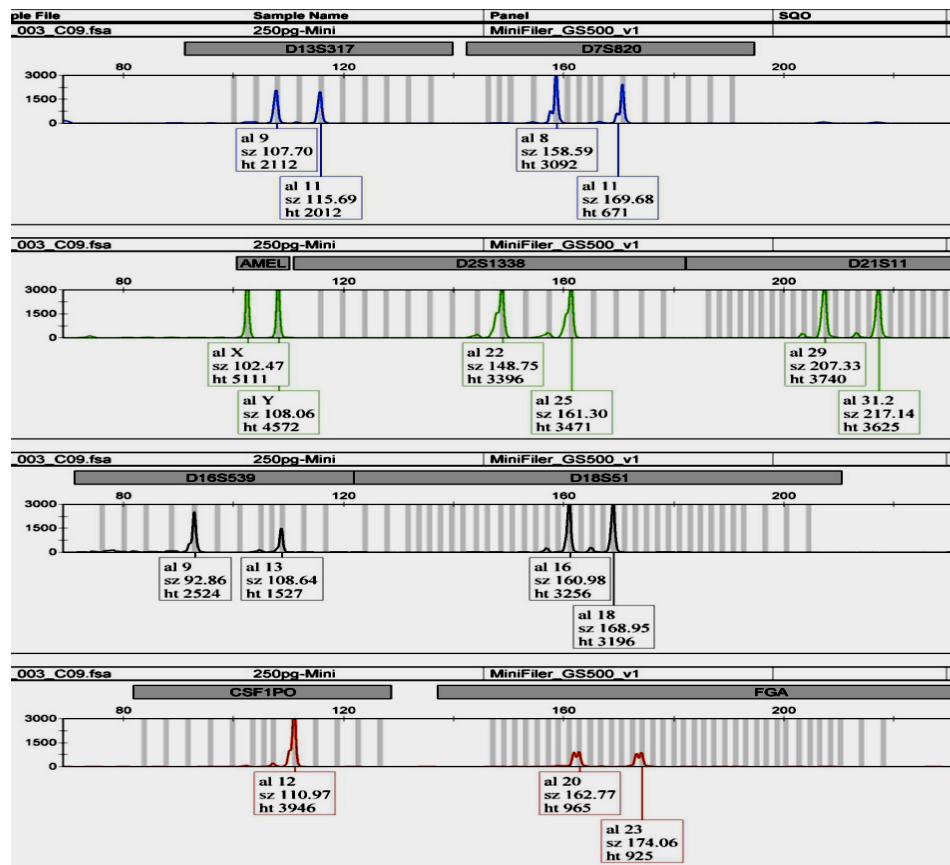 ple File Sample Name Panel SQO
_003_C09.fsa 250pg-Mini MiniFiler_GS500_v1
D13S317 D7S820
80 120 160 200
3000
1500
0
al 9
sz 107.70
ht 2112
al 11
sz 115.69
ht 2012
al 8
sz 158.59
ht 3092
al 11
sz 169.68
ht 671
_003_C09.fsa 250pg-Mini MiniFiler_GS500_v1
AMEL D2S1338 D21S11
80 120 160 200
3000
1500
0
al X
sz 102.47
ht 5111
al Y
sz 108.06
ht 4572
al 22
sz 148.75
ht 3396
al 25
sz 161.30
ht 3471
al 29
sz 207.33
ht 3740
al 31.2
sz 217.14
ht 3625
_003_C09.fsa 250pg-Mini MiniFiler_GS500_v1
D16S539 D18S51
80 120 160 200
3000
1500
0
al 9
sz 92.86
ht 2524
al 13
sz 108.64
ht 1527
al 16
sz 160.98
ht 3256
al 18
sz 168.95
ht 3196
_003_C09.fsa 250pg-Mini MiniFiler_GS500_v1
CSF1PO FGA
80 120 160 200
3000
1500
0
al 12
sz 110.97
ht 3946
al 20
sz 162.77
ht 965
al 23
sz 174.06
ht 925